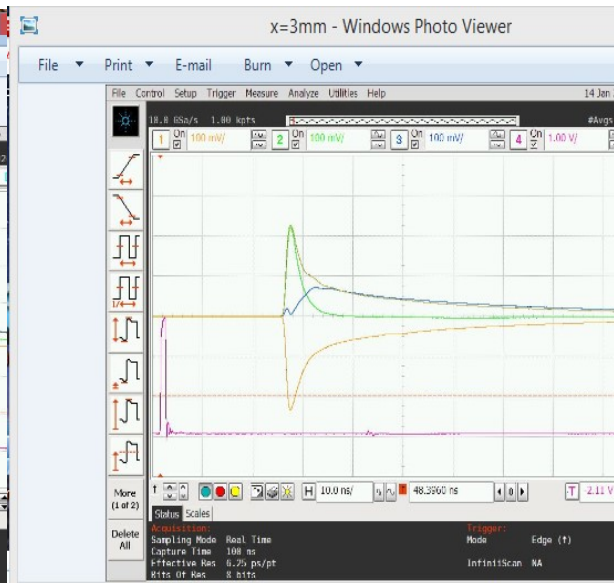 x=3mm - Windows Photo Viewer
File Print E-mail Burn Open
File Control Setup Trigger Measure Analyze Utilities Help 14 Jan
10.0 GSa/s 1.00 kpts #Avgs
1 On 100 mV/ 2 On 100 mV/ 3 On 100 mV/ 4 On 1.00 V/
1/
More
(1 of 2)
Delete
All
H 10.0 ns/ 0 48.3960 ns 0 T -2.11 V
Status Scales
Acquisition: Trigger:
Sampling Mode Real Time Mode Edge (↑)
Capture Time 100 ns
Effective Res 6.25 ps/pt InfiniiScan NA
Bits Of Res 8 bits